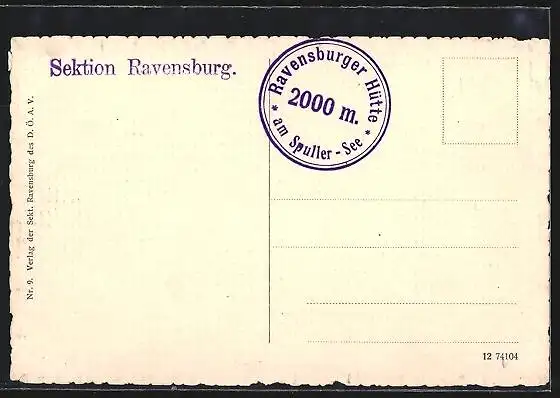 Sektion Ravensburg.
* Ravensburger Hütte *
2000 m.
am Spuller-See
Nr. 9. Verlag der Sekt. Ravensburg des D. Ö. A. V.
12 74104